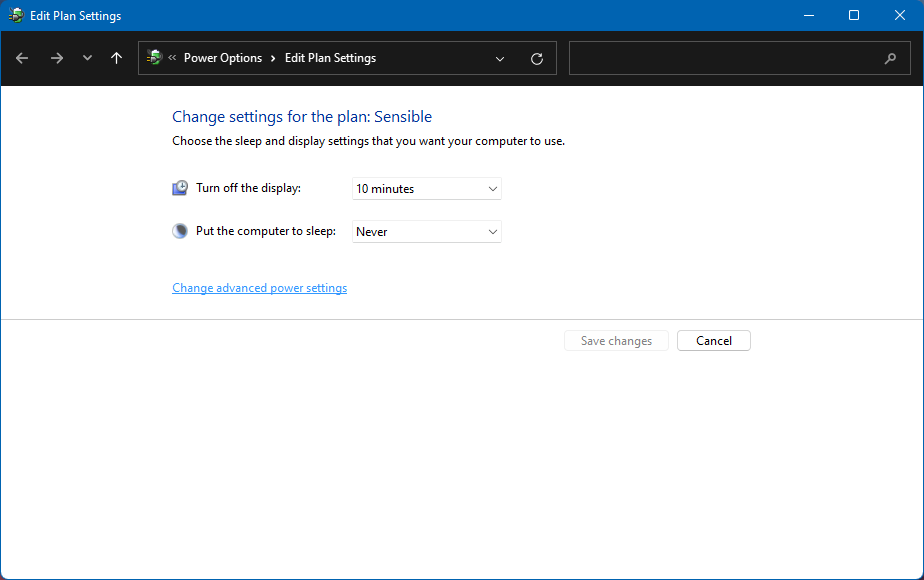 Edit Plan Settings
« Power Options > Edit Plan Settings
Change settings for the plan: Sensible
Choose the sleep and display settings that you want your computer to use.
Turn off the display: 10 minutes
Put the computer to sleep: Never
Change advanced power settings
Save changes Cancel